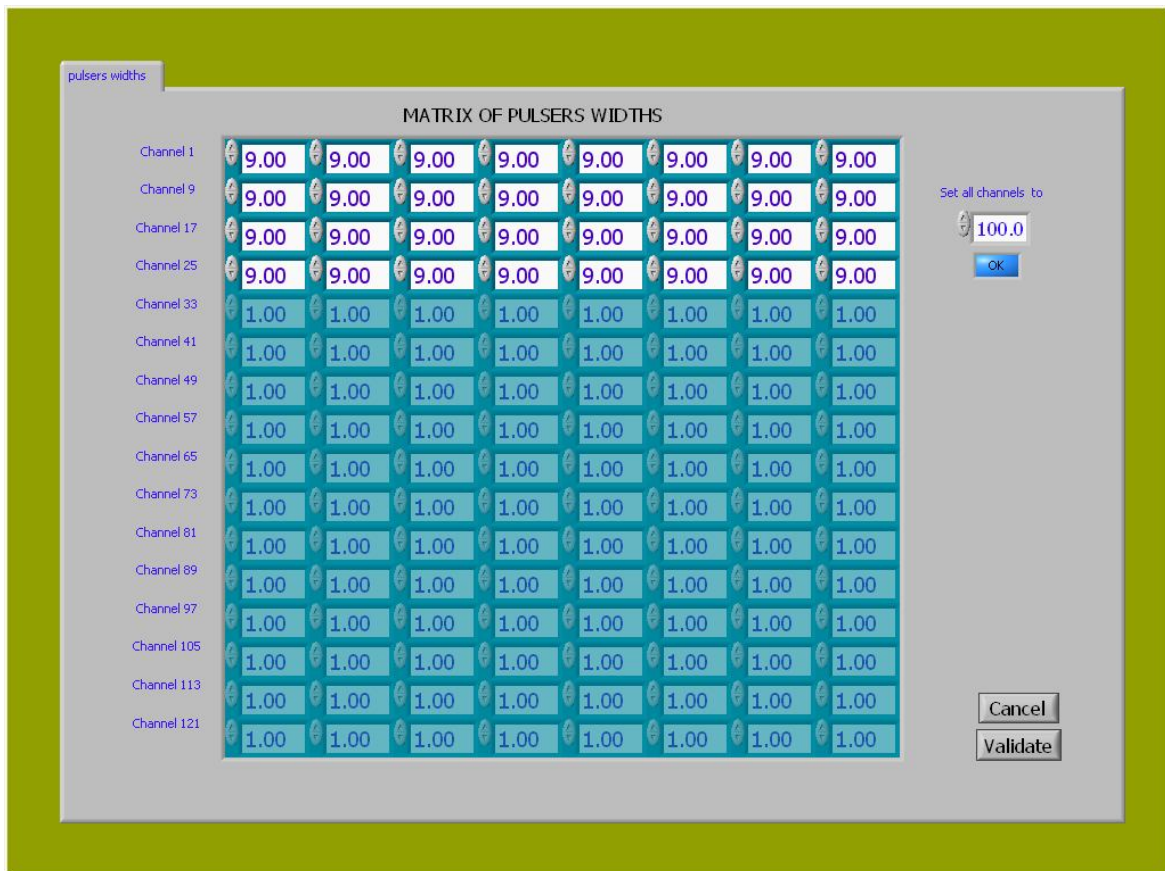 pulsers widths
MATRIX OF PULSERS WIDTHS
Channel 1 9.00 9.00 9.00 9.00 9.00 9.00 9.00 9.00
Channel 9 9.00 9.00 9.00 9.00 9.00 9.00 9.00 9.00
Channel 17 9.00 9.00 9.00 9.00 9.00 9.00 9.00 9.00
Channel 25 9.00 9.00 9.00 9.00 9.00 9.00 9.00 9.00
Channel 33 1.00 1.00 1.00 1.00 1.00 1.00 1.00 1.00
Channel 41 1.00 1.00 1.00 1.00 1.00 1.00 1.00 1.00
Channel 49 1.00 1.00 1.00 1.00 1.00 1.00 1.00 1.00
Channel 57 1.00 1.00 1.00 1.00 1.00 1.00 1.00 1.00
Channel 65 1.00 1.00 1.00 1.00 1.00 1.00 1.00 1.00
Channel 73 1.00 1.00 1.00 1.00 1.00 1.00 1.00 1.00
Channel 81 1.00 1.00 1.00 1.00 1.00 1.00 1.00 1.00
Channel 89 1.00 1.00 1.00 1.00 1.00 1.00 1.00 1.00
Channel 97 1.00 1.00 1.00 1.00 1.00 1.00 1.00 1.00
Channel 105 1.00 1.00 1.00 1.00 1.00 1.00 1.00 1.00
Channel 113 1.00 1.00 1.00 1.00 1.00 1.00 1.00 1.00
Channel 121 1.00 1.00 1.00 1.00 1.00 1.00 1.00 1.00
Set all channels to
100.0
OK
Cancel
Validate